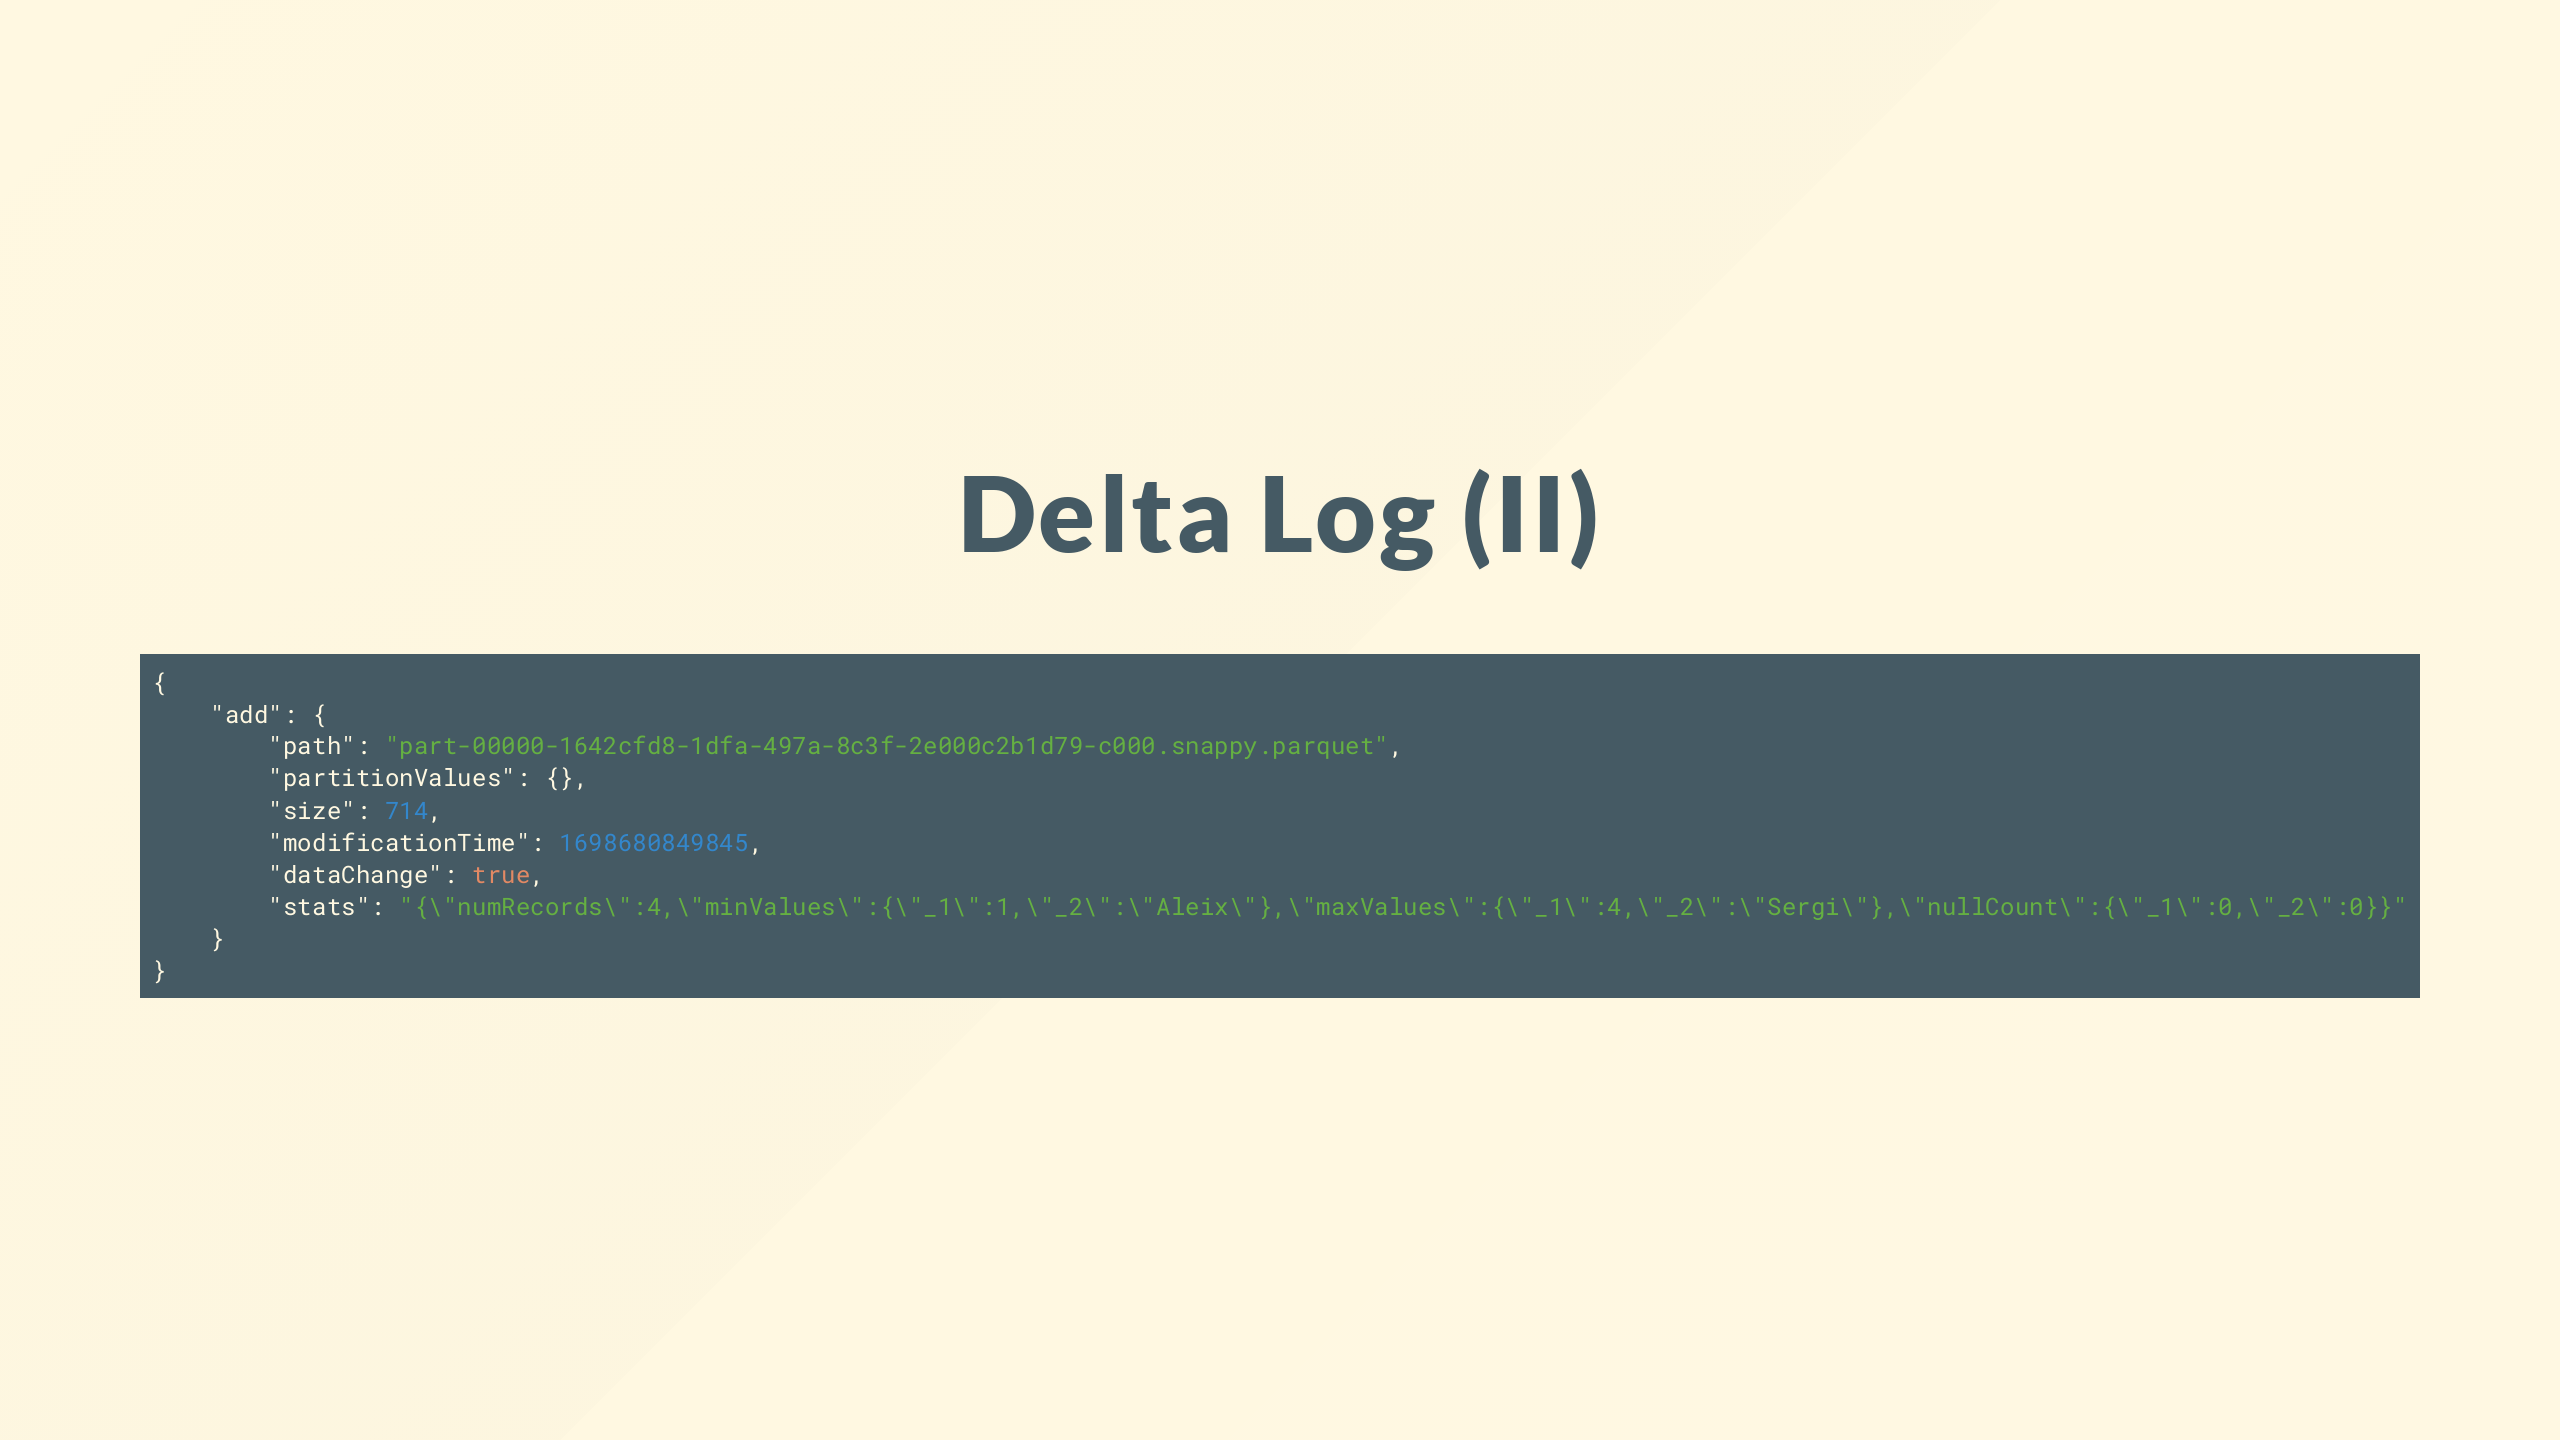 Delta Log (II)
{
    "add": {
        "path": "part-00000-1642cfd8-1dfa-497a-8c3f-2e000c2b1d79-c000.snappy.parquet",
        "partitionValues": {},
        "size": 714,
        "modificationTime": 1698680849845,
        "dataChange": true,
        "stats": "{\"numRecords\":4,\"minValues\":{\"_1\":1,\"_2\":\"Aleix\"},\"maxValues\":{\"_1\":4,\"_2\":\"Sergi\"},\"nullCount\":{\"_1\":0,\"_2\":0}}"
    }
}